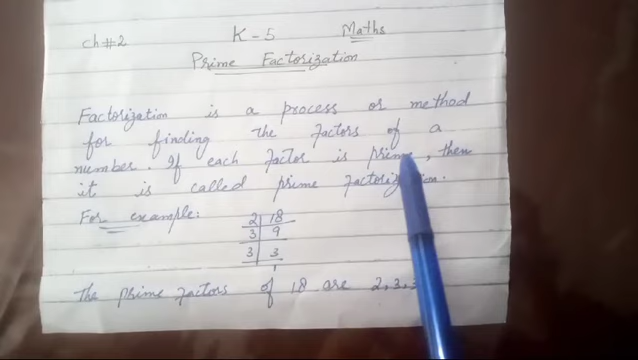 Ch#2 K-5 Maths
Prime Factorization
Factorization is a process or method
for finding the factors of a
number. If each factor is prime, then
it is called prime factorization.
For example:
2 | 18
3 | 9
3 | 3
1
The prime factors of 18 are 2,3,3